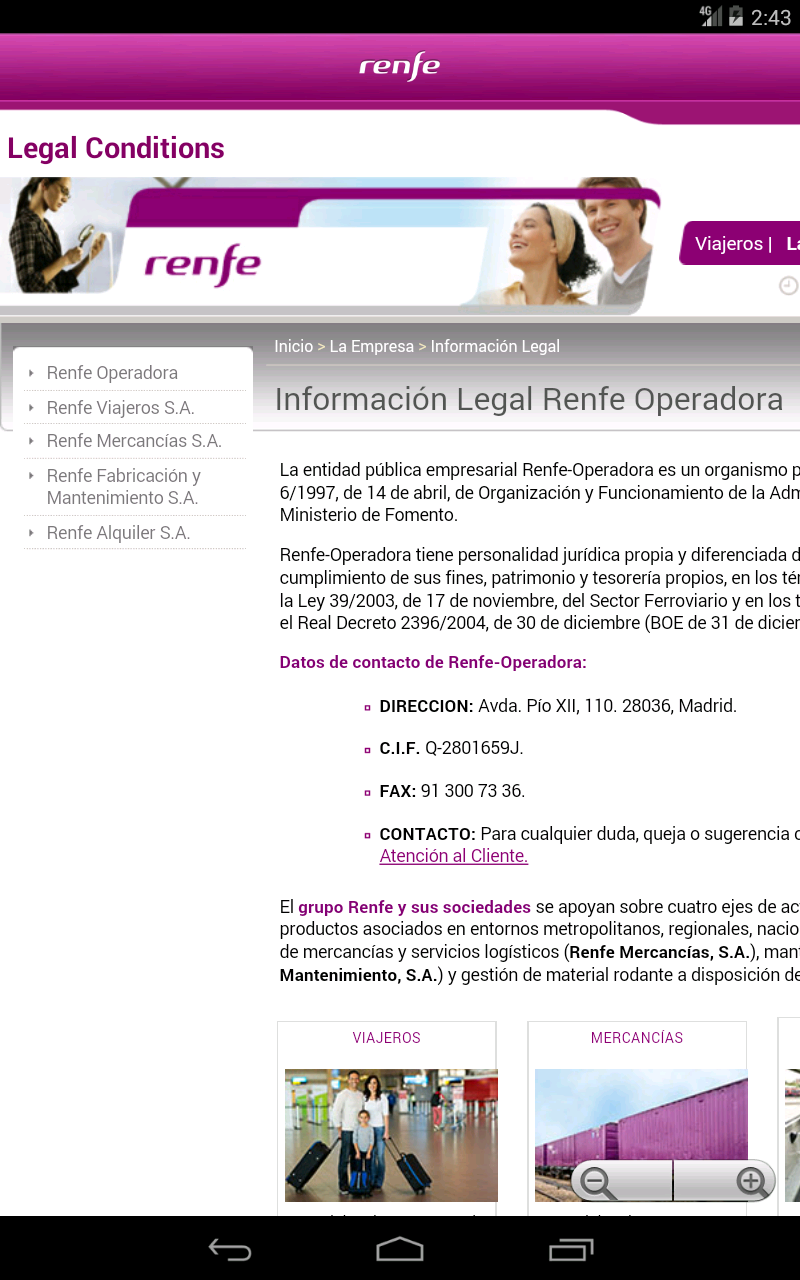 4G 2:43
renfe
Legal Conditions
renfe
Viajeros |
Inicio > La Empresa > Información Legal
Información Legal Renfe Operadora
Renfe Operadora
Renfe Viajeros S.A.
Renfe Mercancías S.A.
Renfe Fabricación y
Mantenimiento S.A.
Renfe Alquiler S.A.
La entidad pública empresarial Renfe-Operadora es un organismo
6/1997, de 14 de abril, de Organización y Funcionamiento de la
Ministerio de Fomento.
Renfe-Operadora tiene personalidad jurídica propia y diferenciada
cumplimiento de sus fines, patrimonio y tesorería propios, en los
la Ley 39/2003, de 17 de noviembre, del Sector Ferroviario y en los
el Real Decreto 2396/2004, de 30 de diciembre (BOE de 31 de
Datos de contacto de Renfe-Operadora:
DIRECCION: Avda. Pío XII, 110. 28036, Madrid.
C.I.F. Q-2801659J.
FAX: 91 300 73 36.
CONTACTO: Para cualquier duda, queja o sugerencia
Atención al Cliente.
El grupo Renfe y sus sociedades se apoyan sobre cuatro ejes de
productos asociados en entornos metropolitanos, regionales,
de mercancías y servicios logísticos (Renfe Mercancías, S.A.),
Mantenimiento, S.A.) y gestión de material rodante a disposición
VIAJEROS
MERCANCÍAS